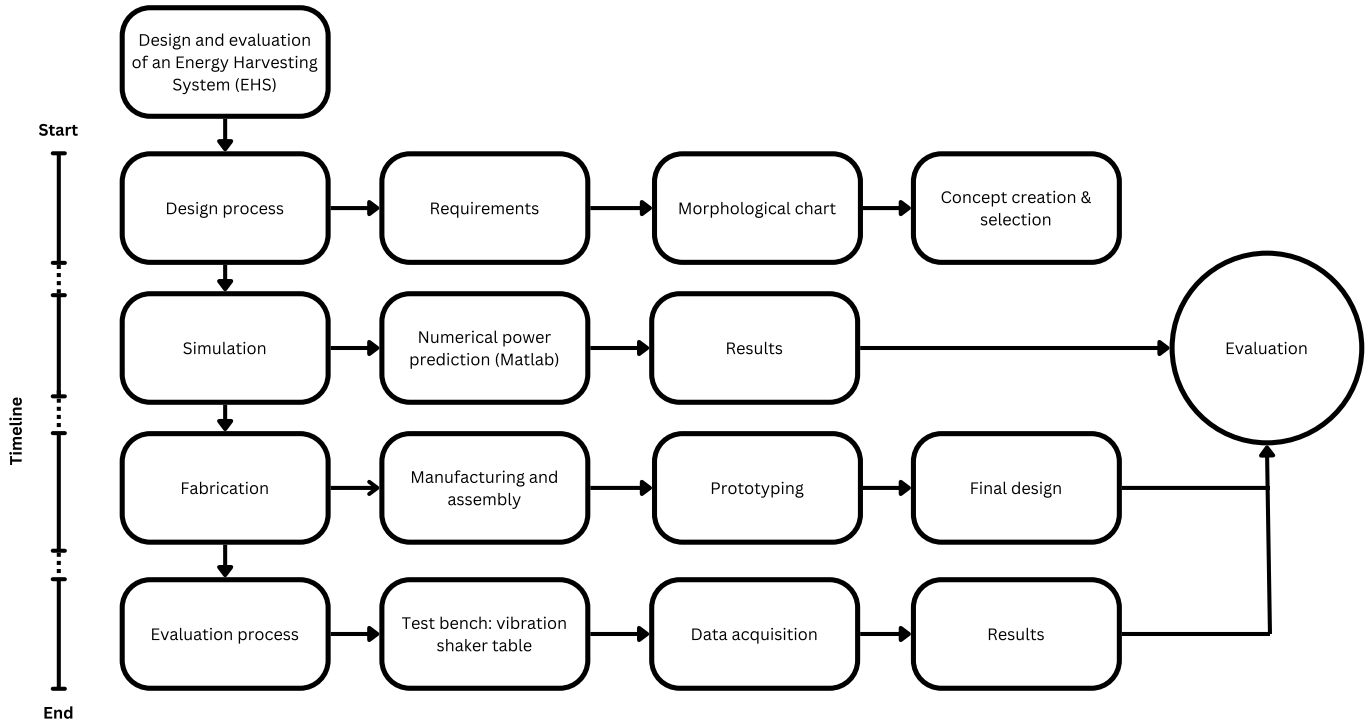 Design and evaluation
of an Energy Harvesting
System (EHS)
Start
Design process
Requirements
Morphological chart
Concept creation &
selection
Simulation
Numerical power
prediction (Matlab)
Results
Evaluation
Timeline
Fabrication
Manufacturing and
assembly
Prototyping
Final design
Evaluation process
Test bench: vibration
shaker table
Data acquisition
Results
End